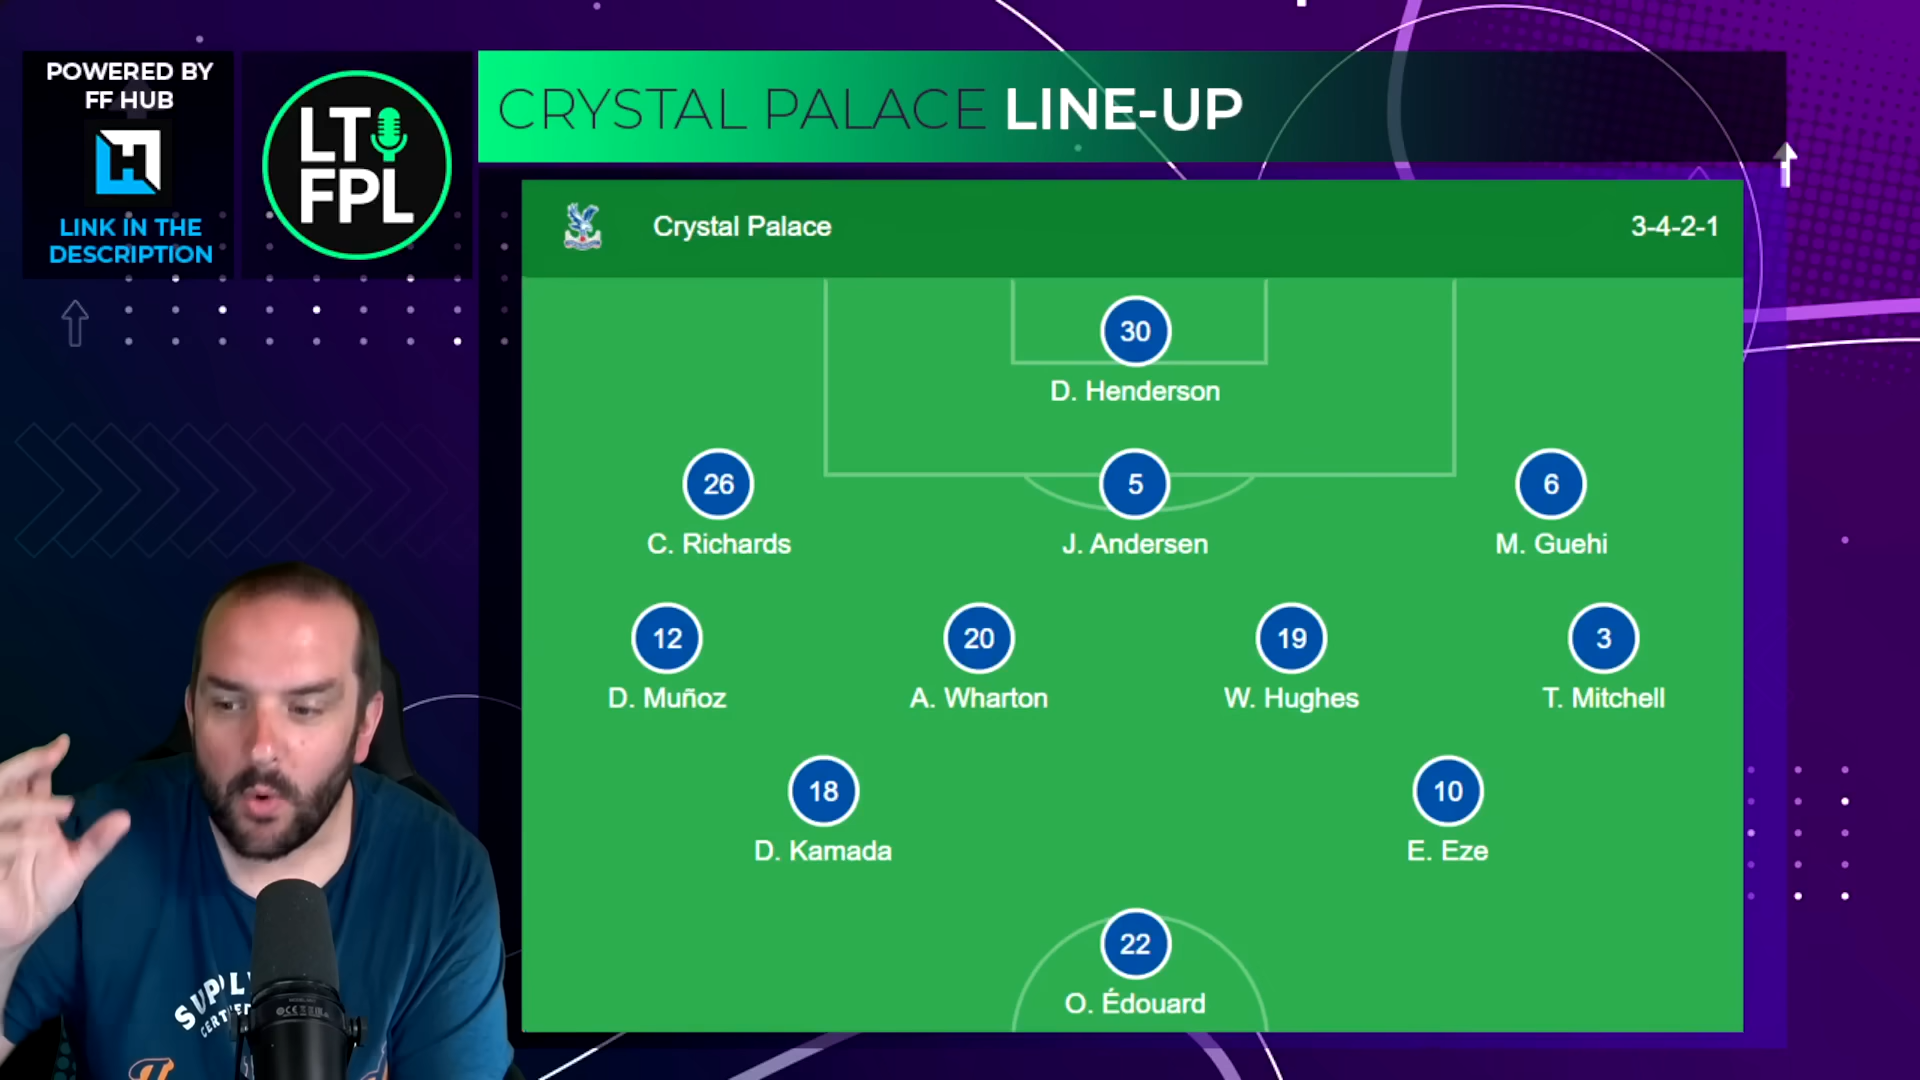 POWERED BY
FF HUB
LINK IN THE
DESCRIPTION
LT
FPL
CRYSTAL PALACE LINE-UP
Crystal Palace
3-4-2-1
30
D. Henderson
26
5
6
C. Richards
J. Andersen
M. Guehi
12
20
19
3
D. Muñoz
A. Wharton
W. Hughes
T. Mitchell
18
10
D. Kamada
E. Eze
22
O. Édouard